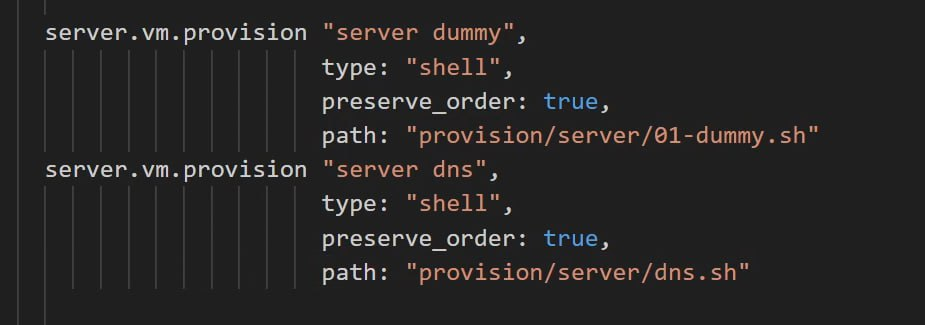 server.vm.provision "server dummy",
type: "shell",
preserve_order: true,
path: "provision/server/01-dummy.sh"
server.vm.provision "server dns",
type: "shell",
preserve_order: true,
path: "provision/server/dns.sh"